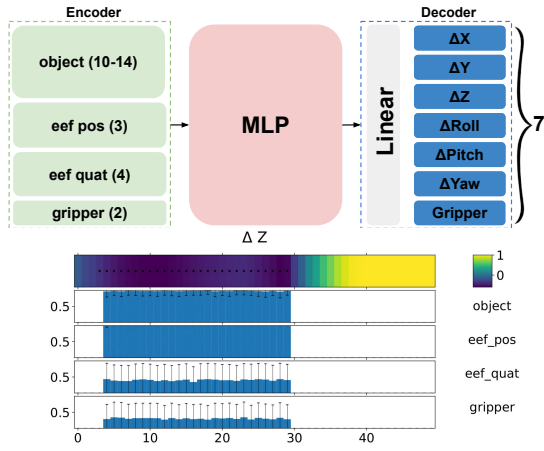 Encoder
Decoder
object (10-14)
eef pos (3)
eef quat (4)
gripper (2)
MLP
Linear
ΔX
ΔY
ΔZ
ΔRoll
ΔPitch
ΔYaw
Gripper
7
Δ Z
1
0
0.5
object
0.5
eef_pos
0.5
eef_quat
0.5
gripper
0 10 20 30 40